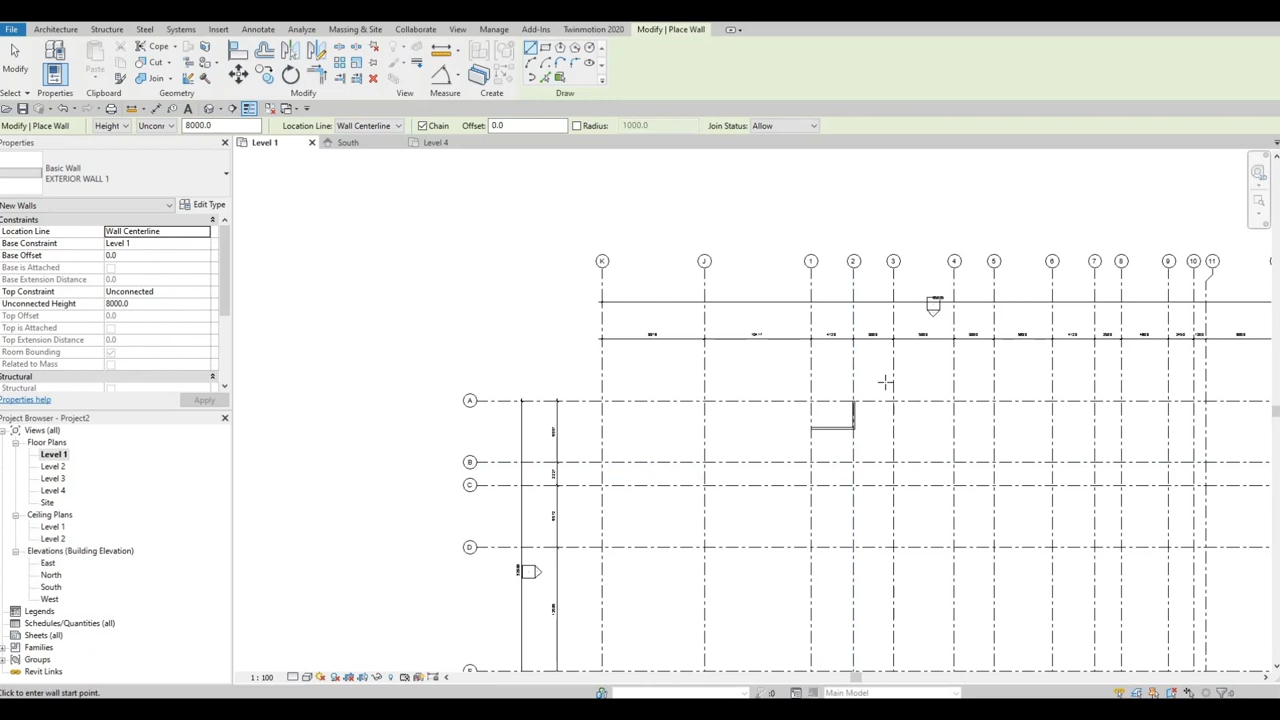 File Architecture Structure Steel Systems Insert Annotate Analyze Massing & Site Collaborate View Manage Add-Ins Twinmotion 2020 Modify | Place Wall
Modify Paste Cope Cut Join
Select Properties Clipboard Geometry Modify View Measure Create Draw
Modify | Place Wall Height Unconr 8000.0 Location Line: Wall Centerline Chain Offset: 0.0 Radius: 1000.0 Join Status: Allow
Properties
Level 1 South Level 4
Basic Wall
EXTERIOR WALL 1
New Walls Edit Type
Constraints
Location Line Wall Centerline
Base Constraint Level 1
Base Offset 0.0
Base is Attached
Base Extension Distance 0.0
Top Constraint Unconnected
Unconnected Height 8000.0
Top Offset 0.0
Top is Attached
Top Extension Distance 0.0
Room Bounding
Related to Mass
Structural
Structural
Properties help Apply
Project Browser - Project2
Views (all)
Floor Plans
Level 1
Level 2
Level 3
Level 4
Site
Ceiling Plans
Level 1
Level 2
Elevations (Building Elevation)
East
North
South
West
Legends
Schedules/Quantities (all)
Sheets (all)
Families
Groups
Revit Links
K J 1 2 3 4 5 6 7 8 9 10 11
A
B
C
D
E
1 : 100
Click to enter wall start point. :0 Main Model :0